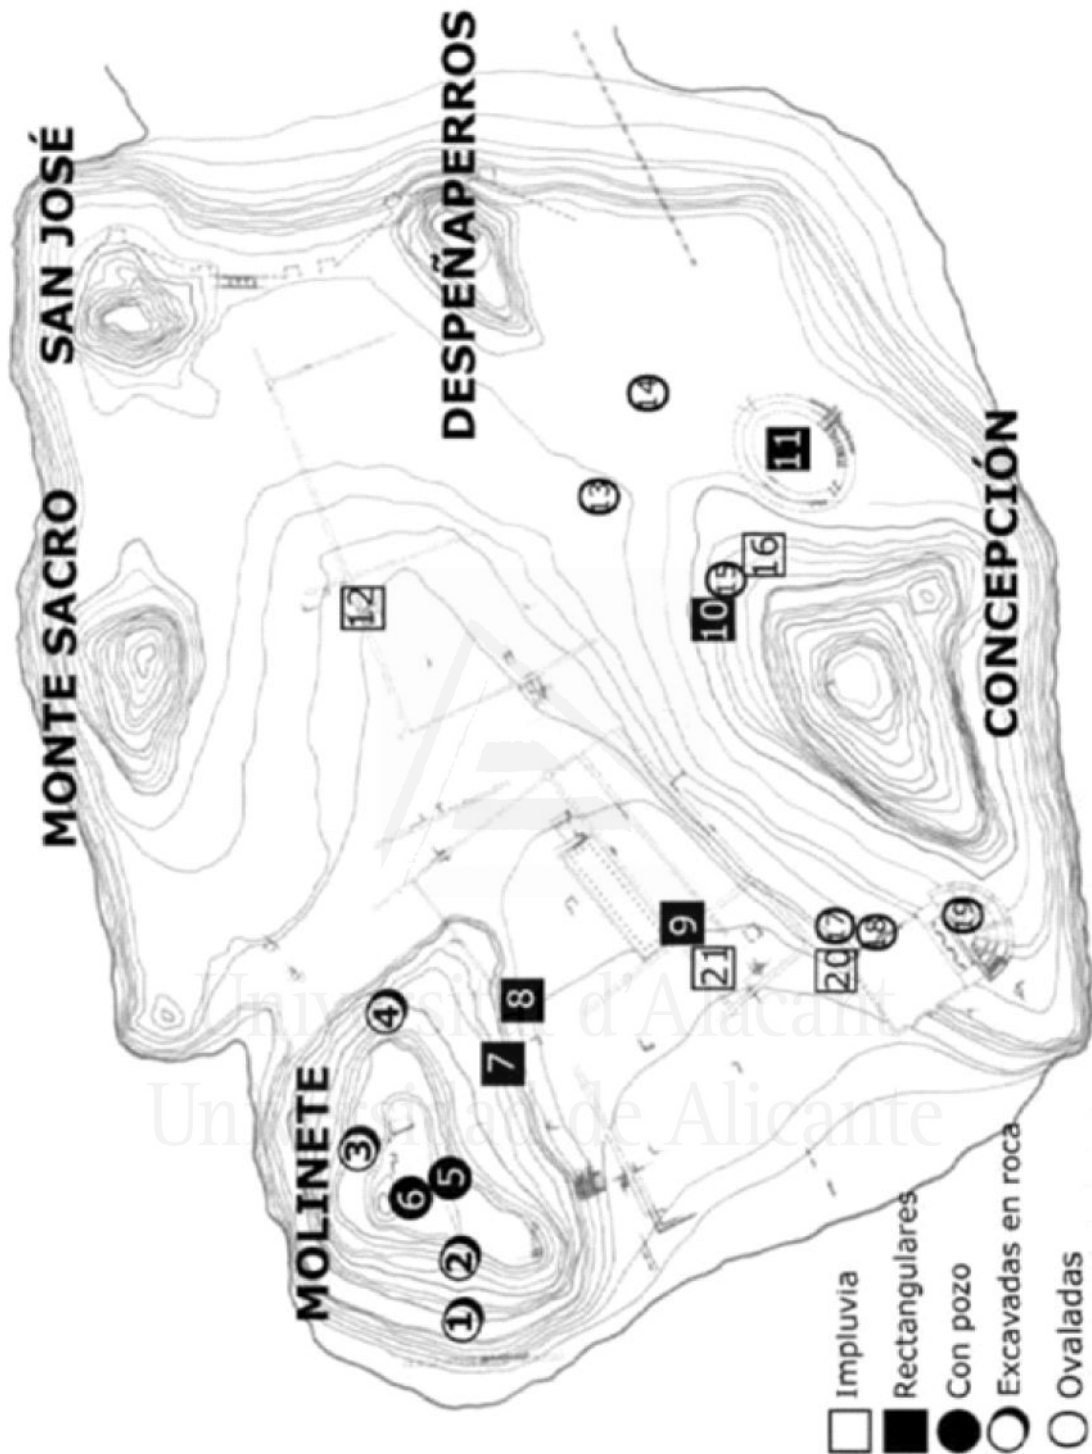 SAN JOSÉ
DESPEÑAPERROS
MONTE SACRO
CONCEPCIÓN
MOLINETE
1
2
3
4
5
6
7
8
9
10
11
12
13
14
15
16
17
18
19
20
21
Impluvia
Rectangulares
Con pozo
Excavadas en roca
Ovaladas
Universitat d'Alacant
Universidad de Alicante